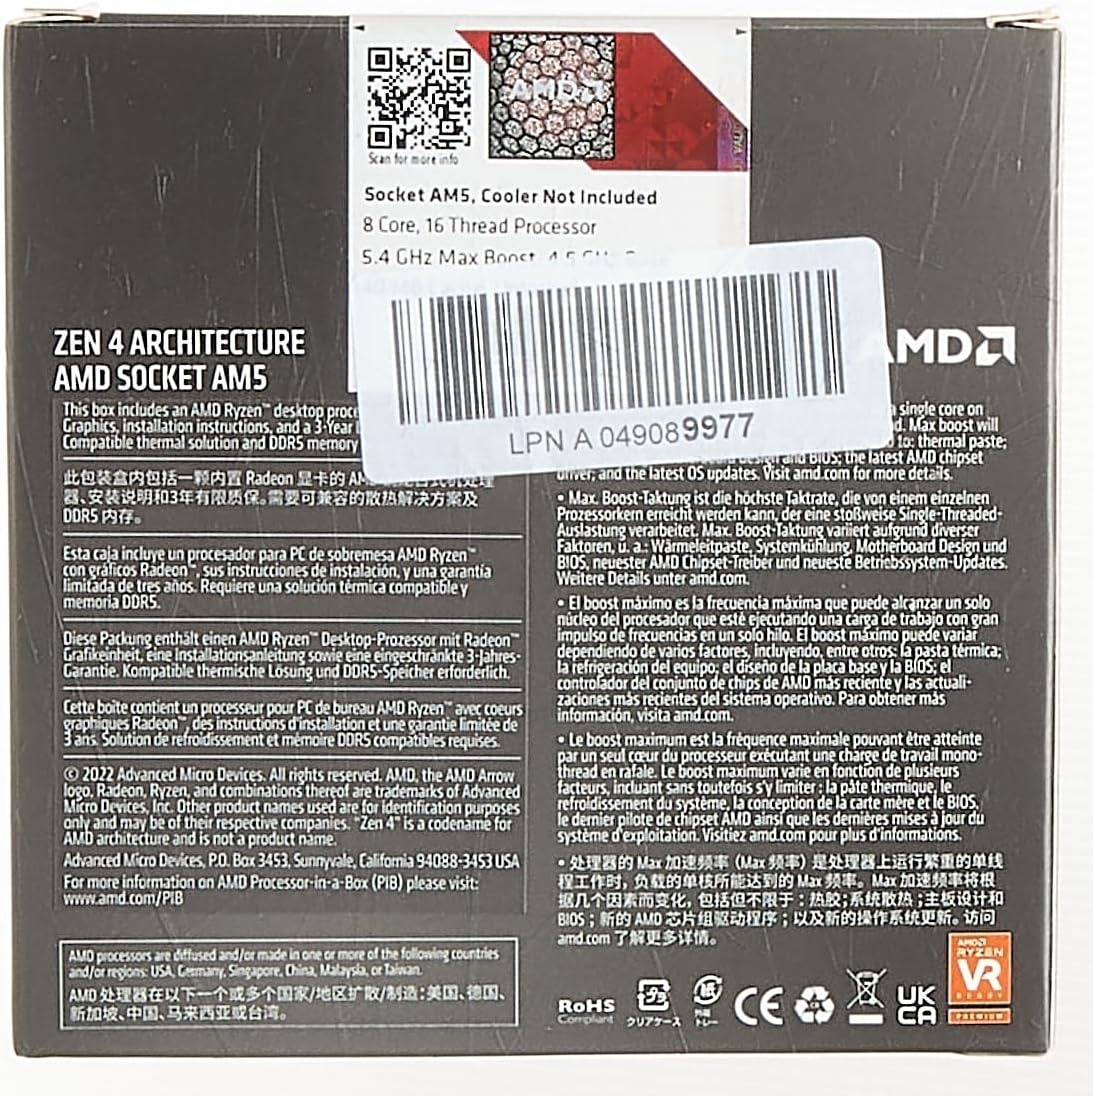 AMD
Scan for more info
Socket AM5, Cooler Not Included
8 Core, 16 Thread Processor
5.4 GHz Max Boost, 4.5 GHz
LPN A 0490899977
ZEN 4 ARCHITECTURE
AMD SOCKET AM5
AMD
This box includes an AMD Ryzen™ desktop
Graphics, installation instructions, and a 3-Year
Compatible thermal solution and DDR5 memory
此包装盒内包括一颗内置 Radeon 显卡的
器、安装说明和3年有限质保。需要可兼容的散热解决方案及
DDR5 内存。
Esta caja incluye un procesador para PC de sobremesa AMD Ryzen™
con gráficos Radeon™, sus instrucciones de instalación, y una garantía
limitada de tres años. Requiere una solución térmica compatible y
memoria DDR5.
Diese Packung enthält einen AMD Ryzen™ Desktop-Prozessor mit Radeon™
Grafikeinheit, eine Installationsanleitung sowie eine eingeschränkte 3-Jahres-
Garantie. Kompatible thermische Lösung und DDR5-Speicher erforderlich.
Cette boîte contient un processeur pour PC de bureau AMD Ryzen™ avec coeurs
graphiques Radeon™, des instructions d'installation et une garantie limitée de
3 ans. Solution de refroidissement et mémoire DDR5 compatibles requises.
© 2022 Advanced Micro Devices. All rights reserved. AMD, the AMD Arrow
logo, Radeon, Ryzen, and combinations thereof are trademarks of Advanced
Micro Devices, Inc. Other product names used are for identification purposes
only and may be of their respective companies. "Zen 4" is a codename for
AMD architecture and is not a product name.
Advanced Micro Devices, P.O. Box 3453, Sunnyvale, California 94088-3453 USA
For more information on AMD Processor-in-a-Box (PIB) please visit:
www.amd.com/PIB
AMD processors are diffused and/or made in one or more of the following countries
and/or regions: USA, Germany, Singapore, China, Malaysia, or Taiwan.
AMD 处理器在以下一个或多个国家/地区扩散/制造：美国、德国、
新加坡、中国、马来西亚或台湾。
a single core on
Max boost will
to: thermal paste;
design and BIOS; the latest AMD chipset
driver; and the latest OS updates. Visit amd.com for more details.
• Max. Boost-Taktung ist die höchste Taktrate, die von einem einzelnen
Prozessorkern erreicht werden kann, der eine stoßweise Single-Threaded-
Auslastung verarbeitet. Max. Boost-Taktung variiert aufgrund diverser
Faktoren, u. a.: Wärmeleitpaste, Systemkühlung, Motherboard Design und
BIOS, neuester AMD Chipset-Treiber und neueste Betriebssystem-Updates.
Weitere Details unter amd.com.
• El boost máximo es la frecuencia máxima que puede alcanzar un solo
núcleo del procesador que esté ejecutando una carga de trabajo con gran
impulso de frecuencias en un solo hilo. El boost máximo puede variar
dependiendo de varios factores, incluyendo, entre otros: la pasta térmica;
la refrigeración del equipo; el diseño de la placa base y la BIOS; el
controlador del conjunto de chips de AMD más reciente y las actuali-
zaciones más recientes del sistema operativo. Para obtener más
información, visita amd.com.
• Le boost maximum est la fréquence maximale pouvant être atteinte
par un seul cœur du processeur exécutant une charge de travail mono-
thread en rafale. Le boost maximum varie en fonction de plusieurs
facteurs, incluant sans toutefois s'y limiter : la pâte thermique, le
refroidissement du système, la conception de la carte mère et le BIOS,
le dernier pilote de chipset AMD ainsi que les dernières mises à jour du
système d'exploitation. Visitiez amd.com pour plus d'informations.
• 处理器的 Max 加速频率（Max 频率）是处理器上运行繁重的单线
程工作时，负载的单核所能达到的 Max 频率。Max 加速频率将根
据几个因素而变化，包括但不限于：热胶；系统散热；主板设计和
BIOS；新的 AMD 芯片组驱动程序；以及新的操作系统更新。访问
amd.com 了解更多详情。
RoHS
Compliant
プラ
クリアケース
紙
外箱
トレー
CE
UK
CA
AMD
RYZEN
VR
READY
PREMIUM